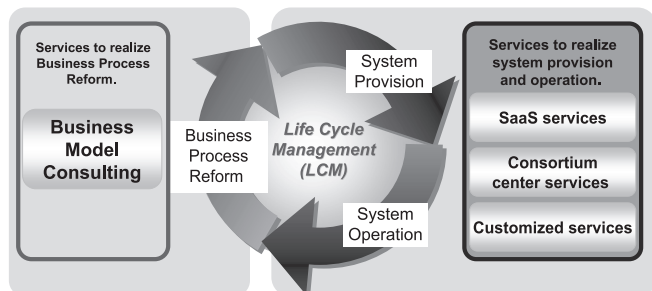 Services to realize
Business Process
Reform.
Business
Model
Consulting
Business
Process
Reform
System
Provision
Life Cycle
Management
(LCM)
System
Operation
Services to realize
system provision
and operation.
SaaS services
Consortium
center services
Customized services